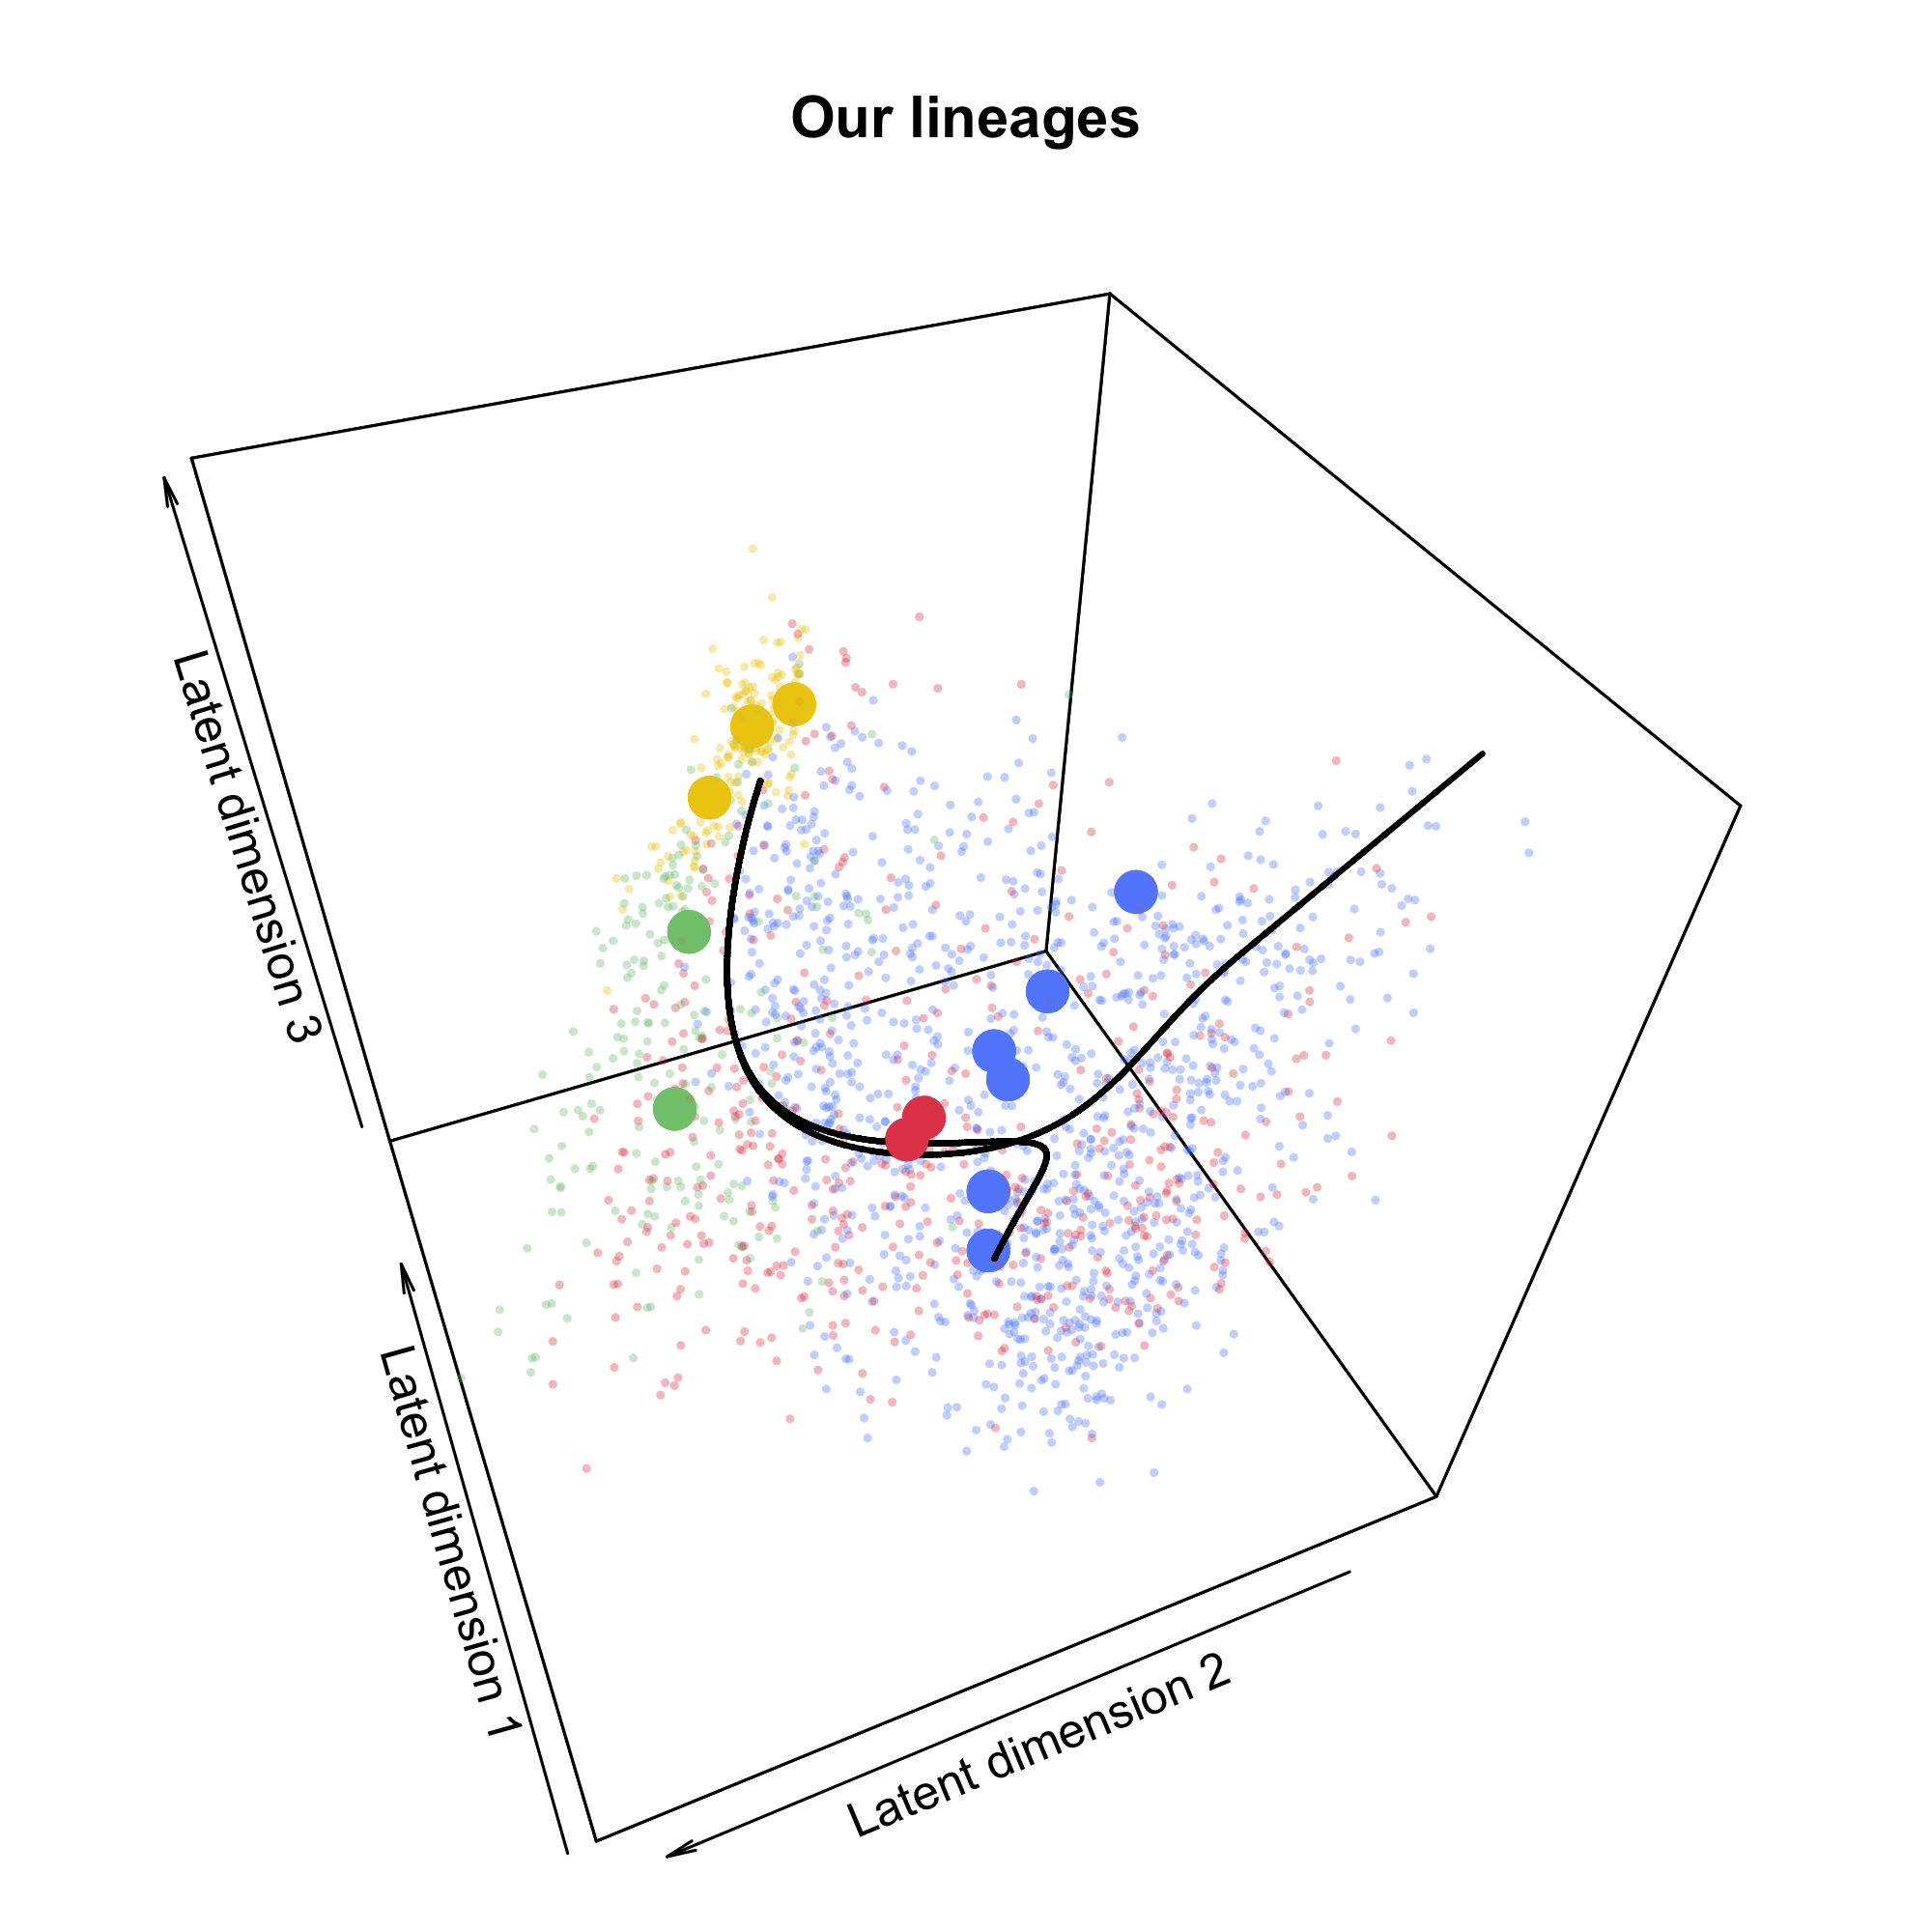 Our lineages
Latent dimension 3
Latent dimension 1
Latent dimension 2